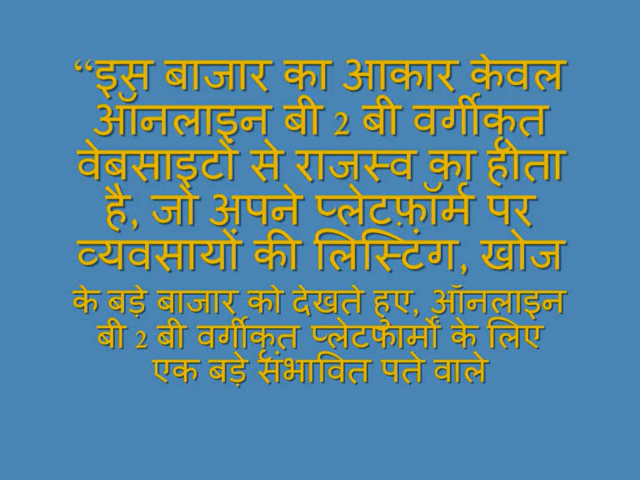 “इस बाजार का आकार केवल
ऑनलाइन बी 2 बी वर्गीकृत
वेबसाइटों से राजस्व का होता
है, जो अपने प्लेटफ़ॉर्म पर
व्यवसायों की लिस्टिंग, खोज
के बड़े बाजार को देखते हुए, ऑनलाइन
बी 2 बी वर्गीकृत प्लेटफार्मों के लिए
एक बड़े संभावित पते वाले